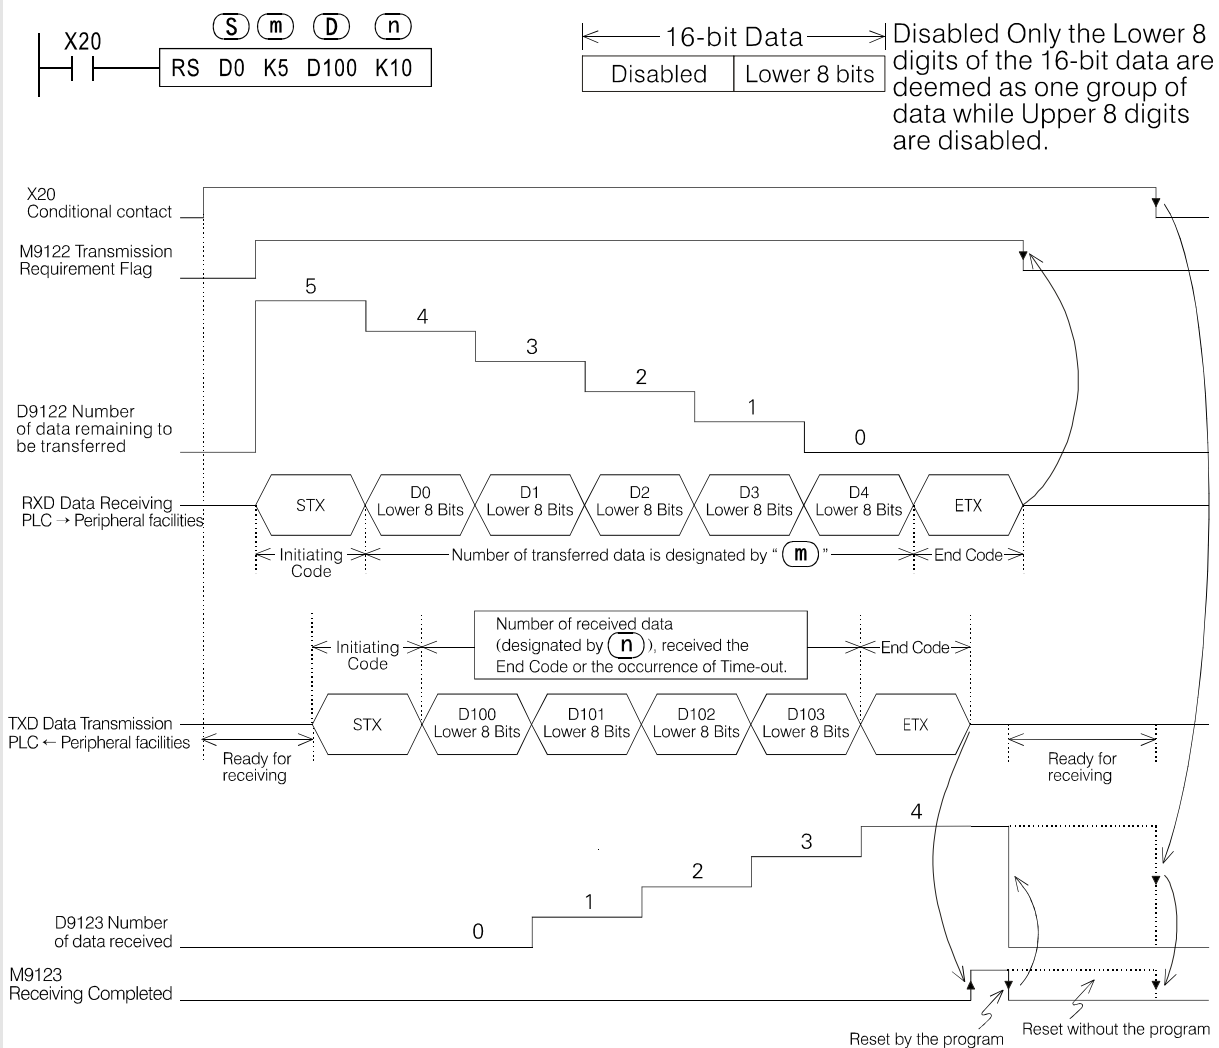 S m D n
X20
RS D0 K5 D100 K10
16-bit Data
Disabled Lower 8 bits
Disabled Only the Lower 8
digits of the 16-bit data are
deemed as one group of
data while Upper 8 digits
are disabled.
X20
Conditional contact
M9122 Transmission
Requirement Flag
5
4
3
2
1
0
D9122 Number
of data remaining to
be transferred
RXD Data Receiving
PLC → Peripheral facilities
STX
D0
Lower 8 Bits
D1
Lower 8 Bits
D2
Lower 8 Bits
D3
Lower 8 Bits
D4
Lower 8 Bits
ETX
Initiating
Code
Number of transferred data is designated by “ m ”
End Code
Initiating
Code
Number of received data
(designated by n ), received the
End Code or the occurrence of Time-out.
End Code
TXD Data Transmission
PLC ← Peripheral facilities
STX
D100
Lower 8 Bits
D101
Lower 8 Bits
D102
Lower 8 Bits
D103
Lower 8 Bits
ETX
Ready for
receiving
Ready for
receiving
4
3
2
1
0
D9123 Number
of data received
M9123
Receiving Completed
Reset by the program
Reset without the program